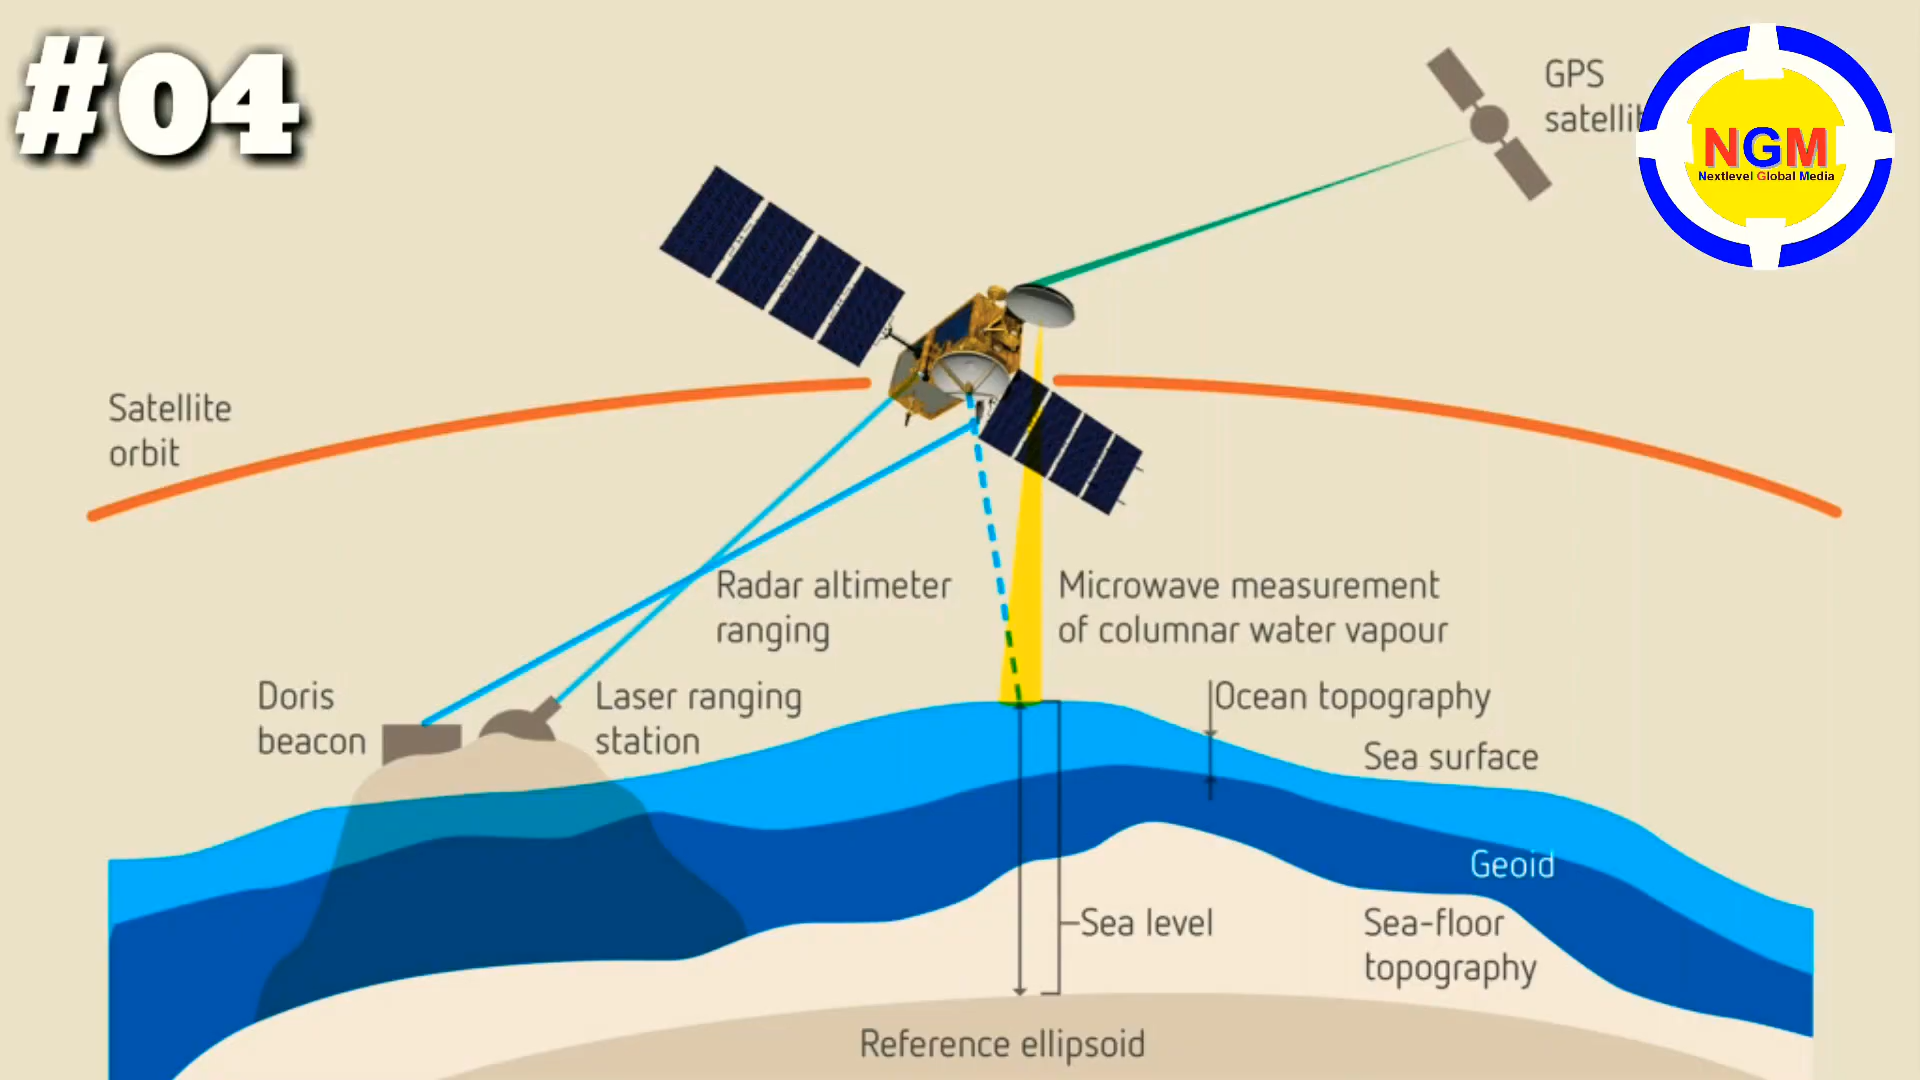 #04
GPS
NGM
Nextlevel Global Media
Satellite
orbit
Radar altimeter
ranging
Microwave measurement
of columnar water vapour
Doris
beacon
Laser ranging
station
Ocean topography
Sea surface
Geoid
Sea level
Sea-floor
topography
Reference ellipsoid